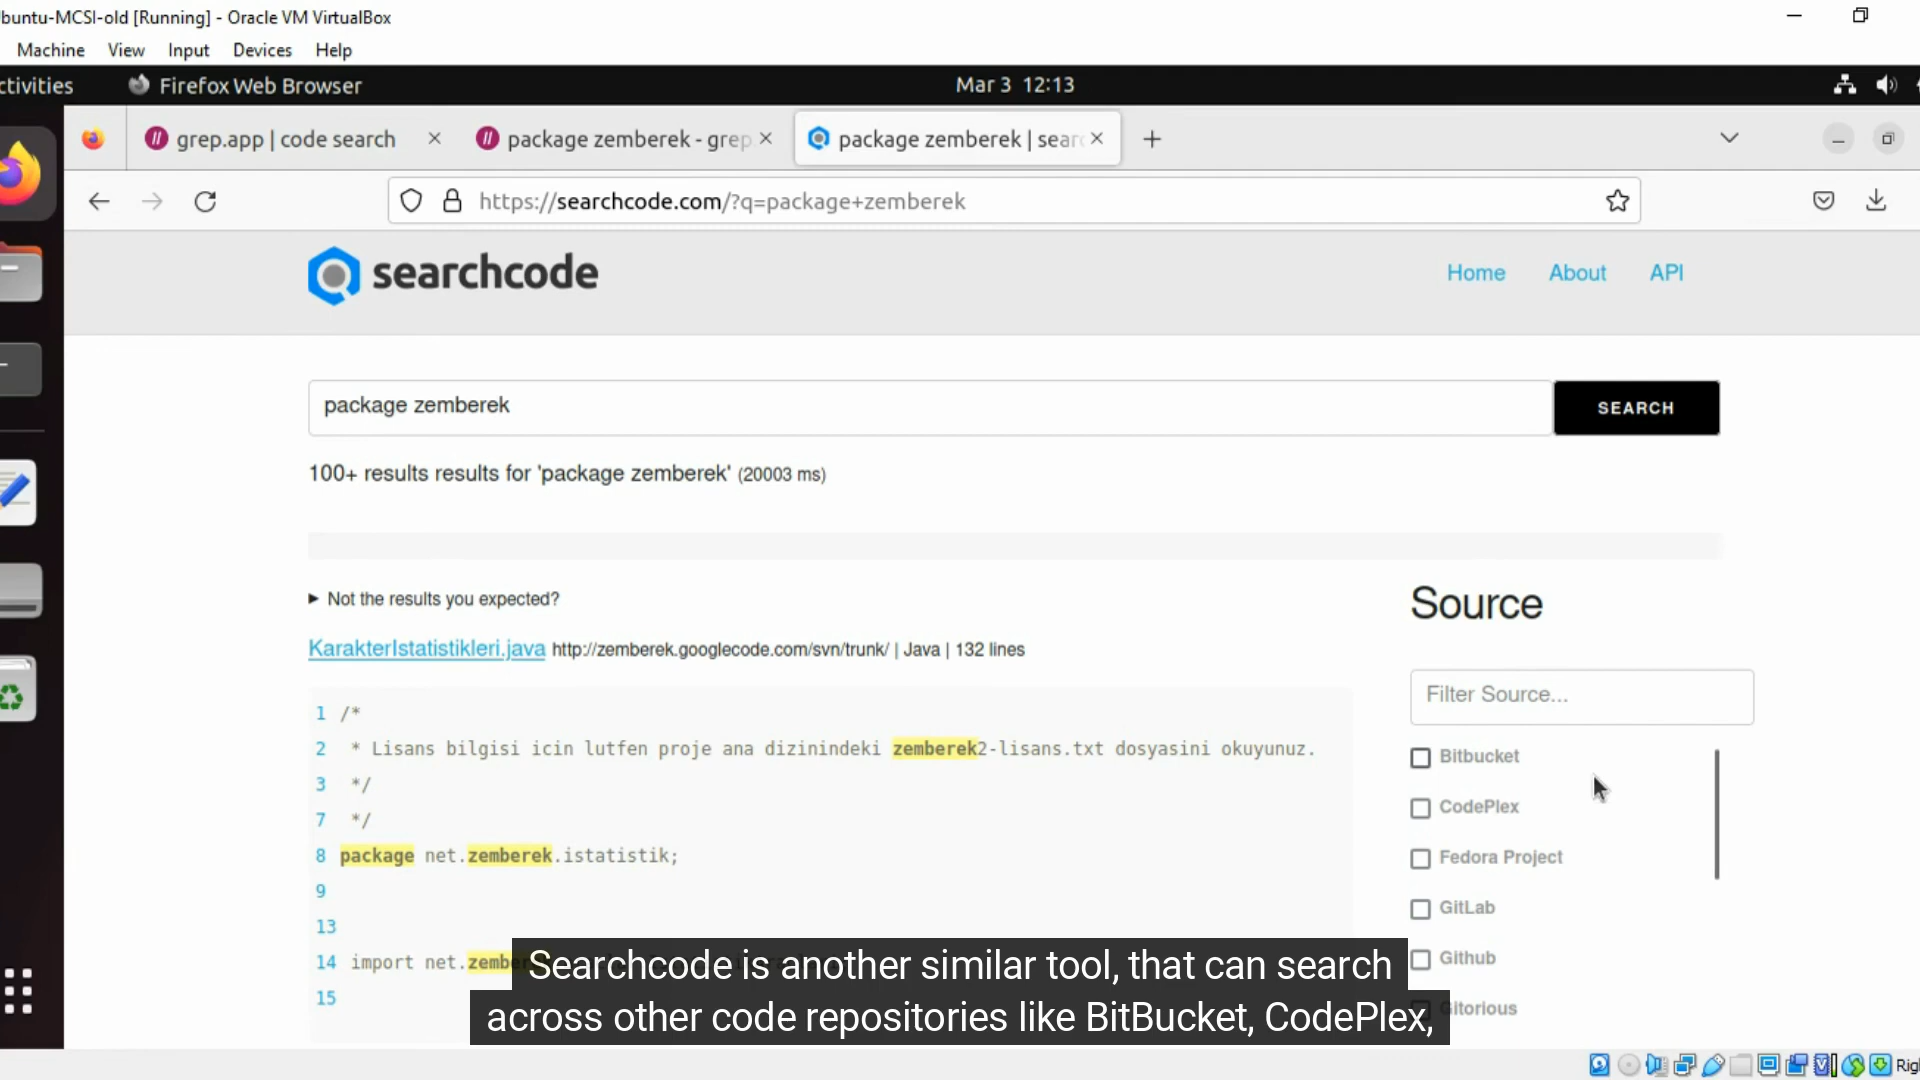 buntu-MCSI-old [Running] - Oracle VM VirtualBox
Machine View Input Devices Help
ctivities Firefox Web Browser Mar 3 12:13
grep.app | code search
package zemberek - grep
package zemberek | sear
https://searchcode.com/?q=package+zemberek
searchcode
Home About API
package zemberek
SEARCH
100+ results results for 'package zemberek' (20003 ms)
Not the results you expected?
KarakterIstatistikleri.java http://zemberek.googlecode.com/svn/trunk/ | Java | 132 lines
1 /*
2 * Lisans bilgisi icin lutfen proje ana dizinindeki zemberek2-lisans.txt dosyasini okuyunuz.
3 */
7 */
8 package net.zemberek.istatistik;
9
13
14 import net.zember
15
Source
Filter Source...
Bitbucket
CodePlex
Fedora Project
GitLab
Github
Gitorious
Searchcode is another similar tool, that can search
across other code repositories like BitBucket, CodePlex,
Rig